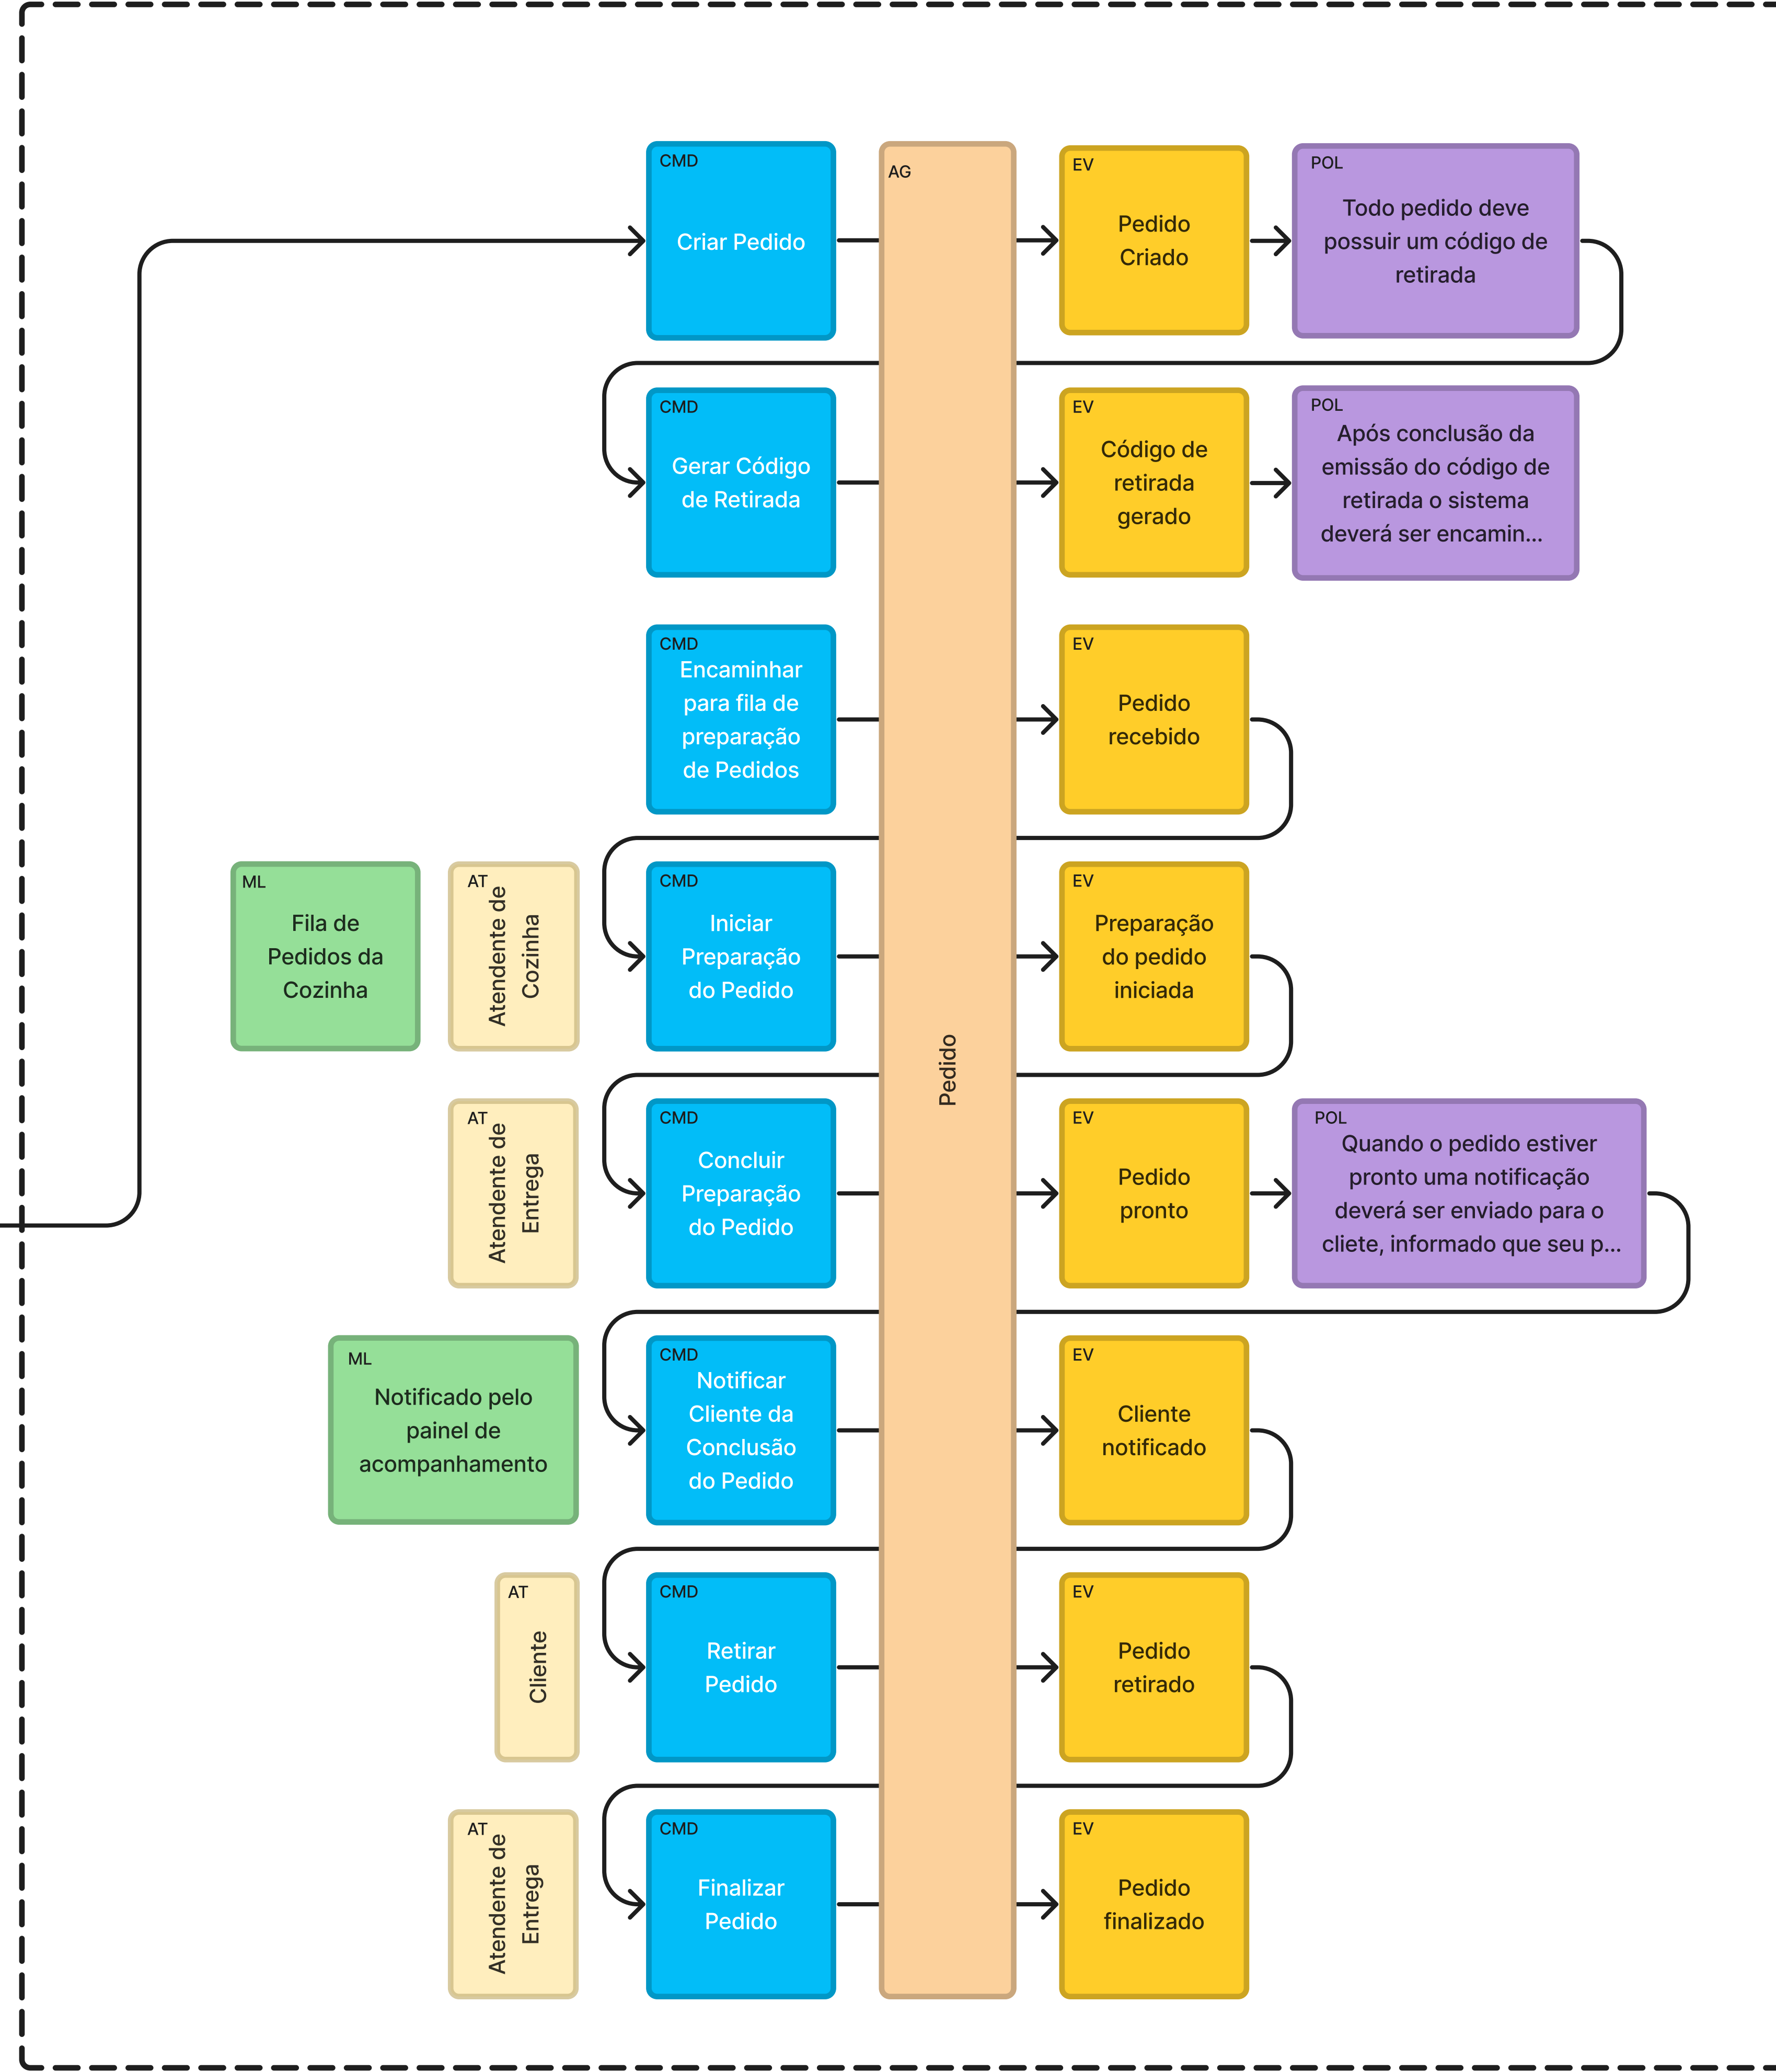 CMD
Criar Pedido
AG
Pedido
EV
Pedido
Criado
POL
Todo pedido deve
possuir um código de
retirada
CMD
Gerar Código
de Retirada
EV
Código de
retirada
gerado
POL
Após conclusão da
emissão do código de
retirada o sistema
deverá ser encamin...
CMD
Encaminhar
para fila de
preparação
de Pedidos
EV
Pedido
recebido
ML
Fila de
Pedidos da
Cozinha
AT
Atendente de
Cozinha
CMD
Iniciar
Preparação
do Pedido
EV
Preparação
do pedido
iniciada
AT
Atendente de
Entrega
CMD
Concluir
Preparação
do Pedido
EV
Pedido
pronto
POL
Quando o pedido estiver
pronto uma notificação
deverá ser enviado para o
cliete, informado que seu p...
ML
Notificado pelo
painel de
acompanhamento
CMD
Notificar
Cliente da
Conclusão
do Pedido
EV
Cliente
notificado
AT
Cliente
CMD
Retirar
Pedido
EV
Pedido
retirado
AT
Atendente de
Entrega
CMD
Finalizar
Pedido
EV
Pedido
finalizado